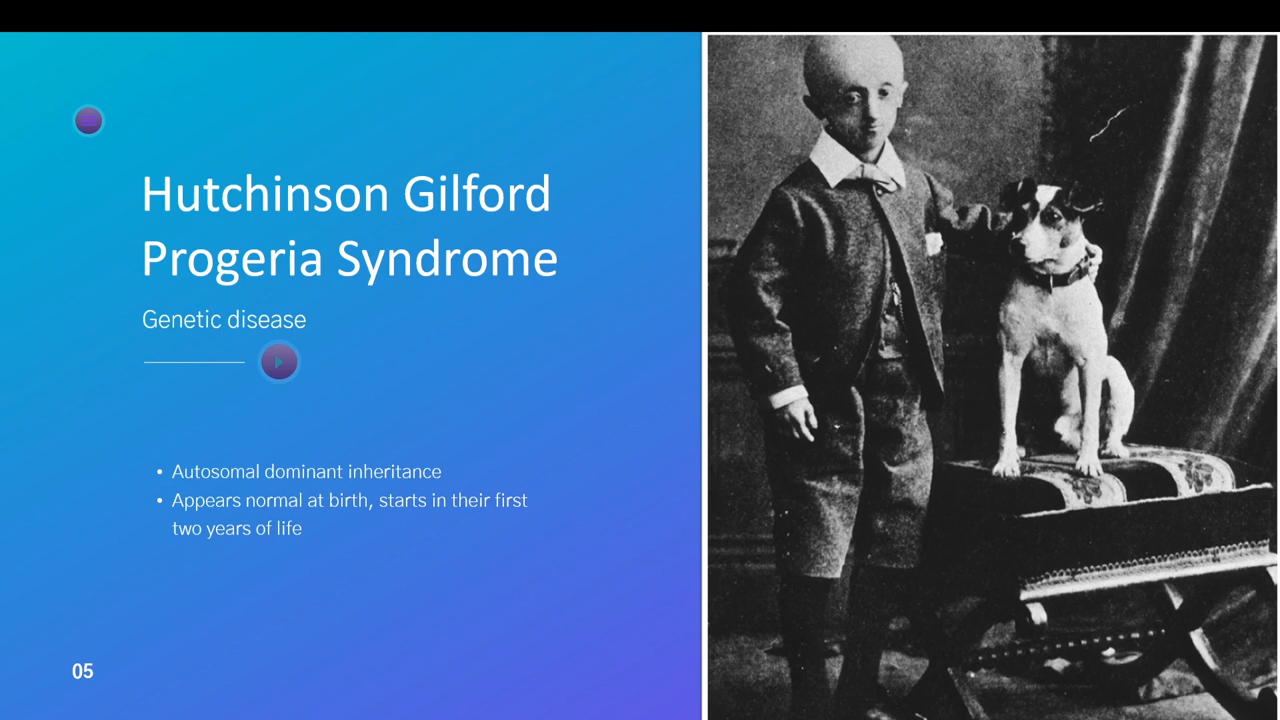 Hutchinson Gilford
Progeria Syndrome
Genetic disease
• Autosomal dominant inheritance
• Appears normal at birth, starts in their first
two years of life
05